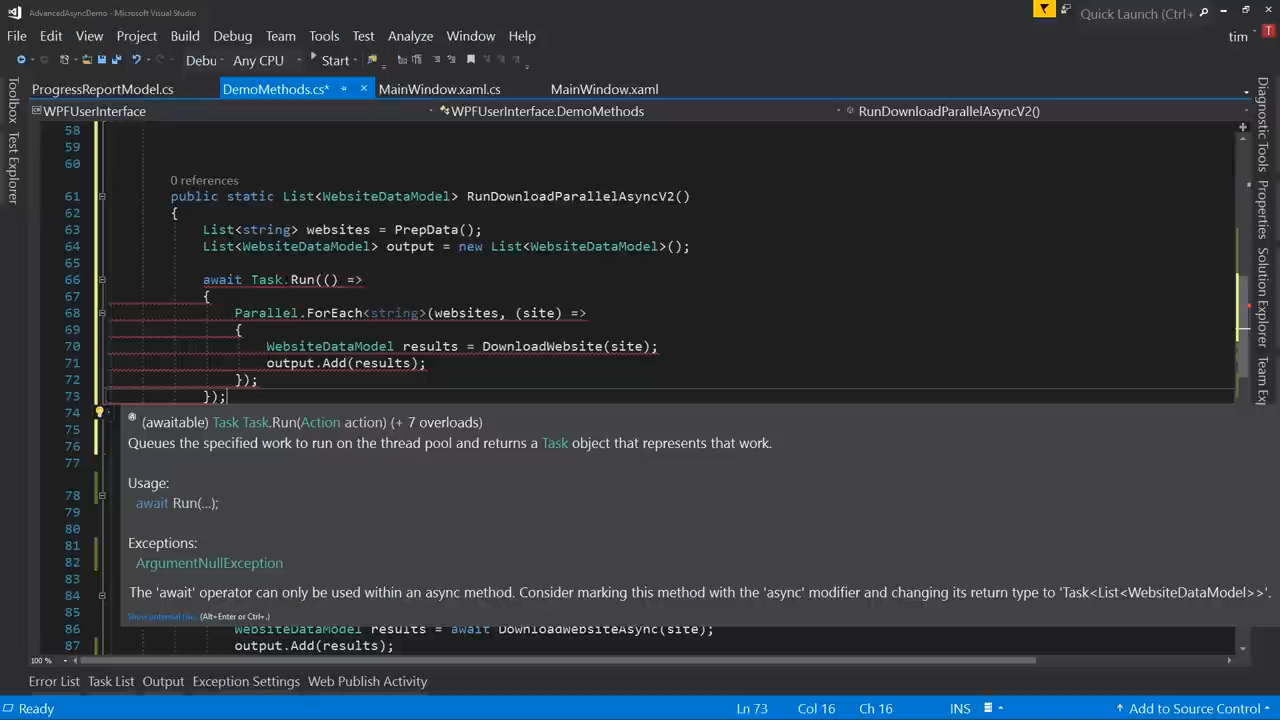 AdvancedAsyncDemo - Microsoft Visual Studio
Quick Launch (Ctrl+
File Edit View Project Build Debug Team Tools Test Analyze Window Help
tim T
Debu Any CPU Start
ProgressReportModel.cs DemoMethods.cs* MainWindow.xaml.cs MainWindow.xaml
WPFUserInterface WPFUserInterface.DemoMethods RunDownloadParallelAsyncV2()
Toolbox Test Explorer
Diagnostic Tools Properties Solution Explorer Team Exp
58
59
60
0 references
61 public static List<WebsiteDataModel> RunDownloadParallelAsyncV2()
62 {
63 List<string> websites = PrepData();
64 List<WebsiteDataModel> output = new List<WebsiteDataModel>();
65
66 await Task.Run(() =>
67 {
68 Parallel.ForEach<string>(websites, (site) =>
69 {
70 WebsiteDataModel results = DownloadWebsite(site);
71 output.Add(results);
72 });
73 });
74 (awaitable) Task Task.Run(Action action) (+ 7 overloads)
75 Queues the specified work to run on the thread pool and returns a Task object that represents that work.
76
77
Usage:
78 await Run(...);
79
80
81 Exceptions:
82 ArgumentNullException
83
84 The 'await' operator can only be used within an async method. Consider marking this method with the 'async' modifier and changing its return type to 'Task<List<WebsiteDataModel>>'.
85 Show potential fixes (Alt+Enter or Ctrl+.)
86 WebsiteDataModel results = await DownloadWebsiteAsync(site);
87 output.Add(results);
100 %
Error List Task List Output Exception Settings Web Publish Activity
Ready Ln 73 Col 16 Ch 16 INS Add to Source Control